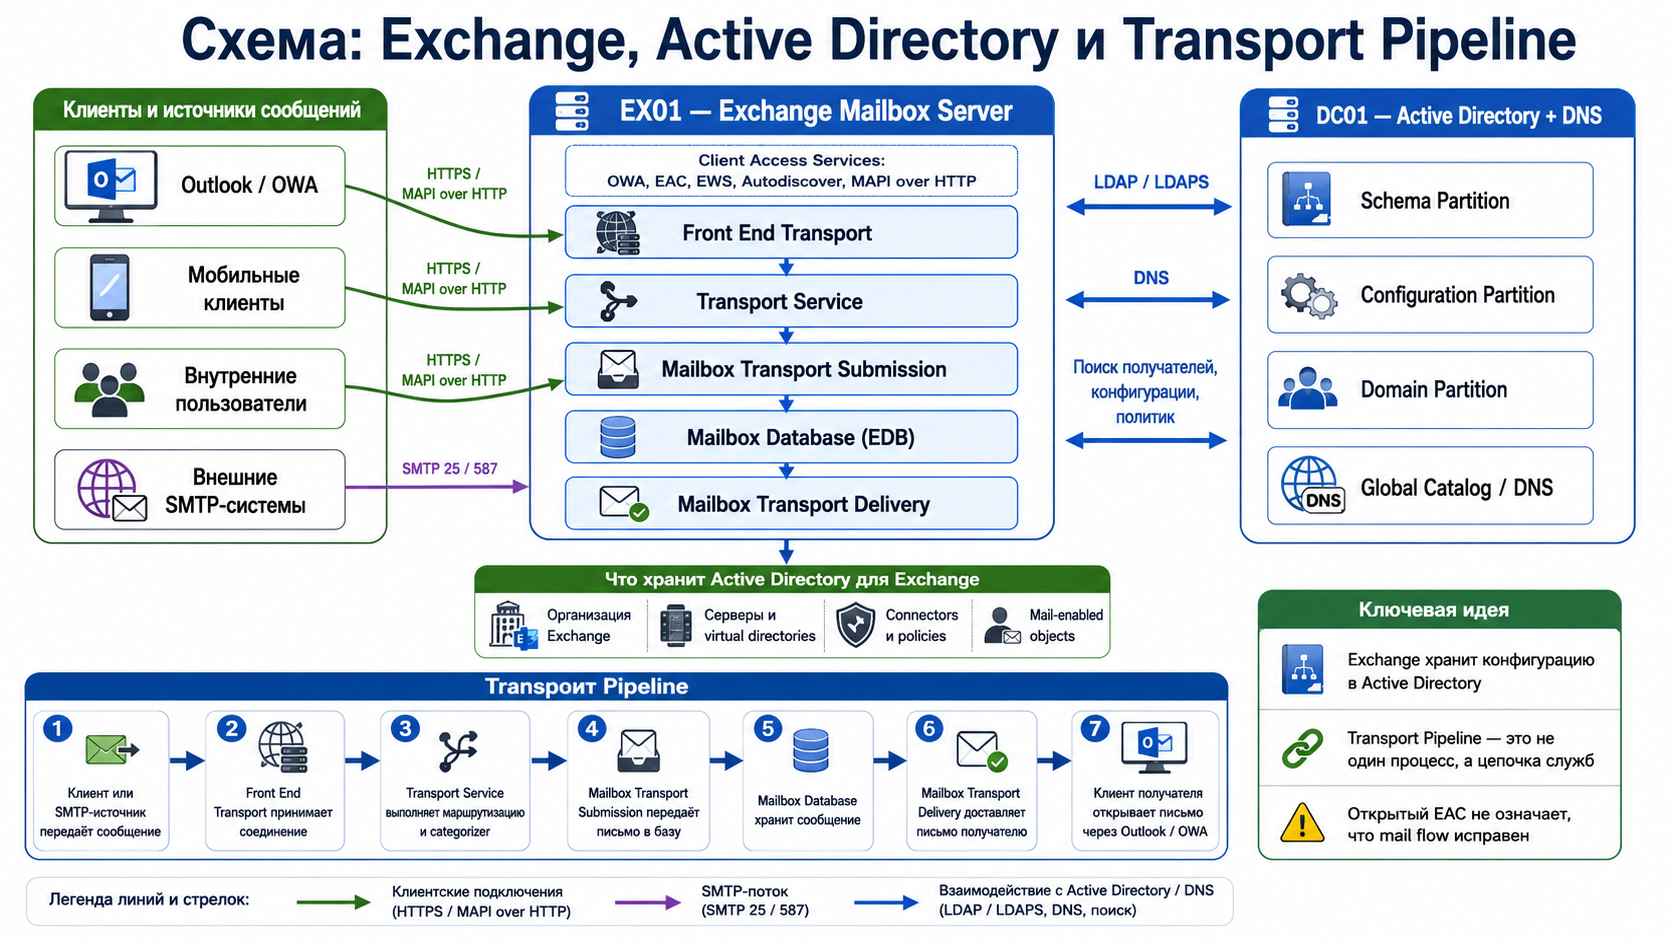 Схема: Exchange, Active Directory и Transport Pipeline
Клиенты и источники сообщений
Outlook / OWA
Мобильные
клиенты
Внутренние
пользователи
Внешние
SMTP-системы
HTTPS /
MAPI over HTTP
HTTPS /
MAPI over HTTP
HTTPS /
MAPI over HTTP
SMTP 25 / 587
EX01 — Exchange Mailbox Server
Client Access Services:
OWA, EAC, EWS, Autodiscover, MAPI over HTTP
Front End Transport
Transport Service
Mailbox Transport Submission
Mailbox Database (EDB)
Mailbox Transport Delivery
LDAP / LDAPS
DNS
Поиск получателей,
конфигурации,
политик
DC01 — Active Directory + DNS
Schema Partition
Configuration Partition
Domain Partition
DNS
Global Catalog / DNS
Что хранит Active Directory для Exchange
Организация
Exchange
Серверы и
virtual directories
Connectors
и policies
Mail-enabled
objects
Ключевая идея
Exchange хранит конфигурацию
в Active Directory
Transport Pipeline — это не
один процесс, а цепочка служб
Открытый EAC не означает,
что mail flow исправен
Transpoит Pipeline
1
Клиент или
SMTP-источник
передаёт сообщение
2
Front End
Transport принимает
соединение
3
Transport Service
выполняет маршрутизацию
и categorizer
4
Mailbox Transport
Submission передаёт
письмо в базу
5
Mailbox Database
хранит сообщение
6
Mailbox Transport
Delivery доставляет
письмо получателю
7
Клиент получателя
открывает письмо
через Outlook / OWA
Легенда линий и стрелок:
Клиентские подключения
(HTTPS / MAPI over HTTP)
SMTP-поток
(SMTP 25 / 587)
Взаимодействие с Active Directory / DNS
(LDAP / LDAPS, DNS, поиск)